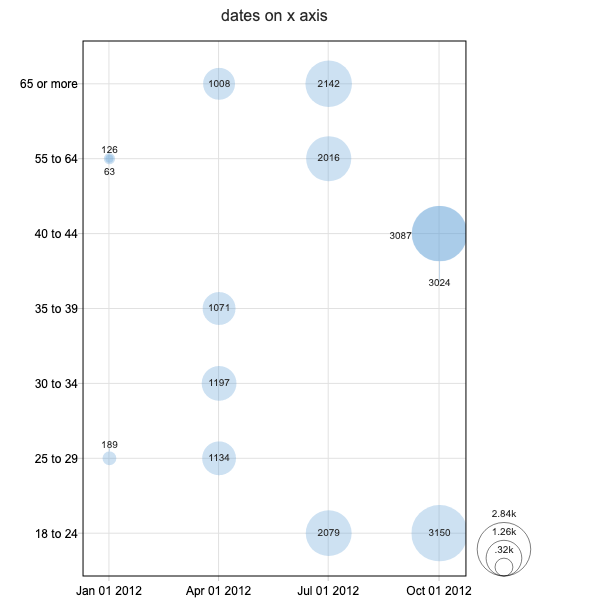 dates on x axis
65 or more
1008
2142
126
55 to 64
2016
63
40 to 44
3087
3024
35 to 39
1071
30 to 34
1197
189
25 to 29
1134
2.84k
18 to 24
2079
3150
1.26k
.32k
Jan 01 2012
Apr 01 2012
Jul 01 2012
Oct 01 2012